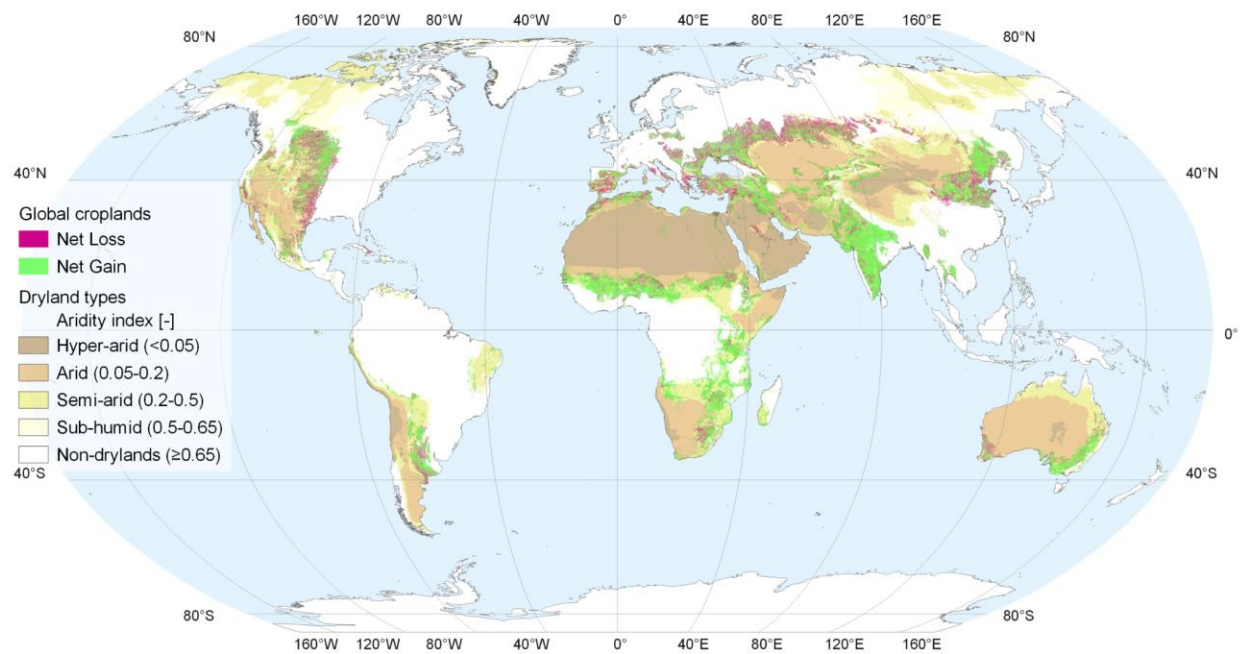 160°W 120°W 80°W 40°W 0° 40°E 80°E 120°E 160°E
80°N 80°N
40°N 40°N
Global croplands
Net Loss
Net Gain
Dryland types
Aridity index [-]
Hyper-arid (<0.05)
0°
Arid (0.05-0.2)
Semi-arid (0.2-0.5)
Sub-humid (0.5-0.65)
Non-drylands (≥0.65)
40°S 40°S
80°S 80°S
160°W 120°W 80°W 40°W 0° 40°E 80°E 120°E 160°E